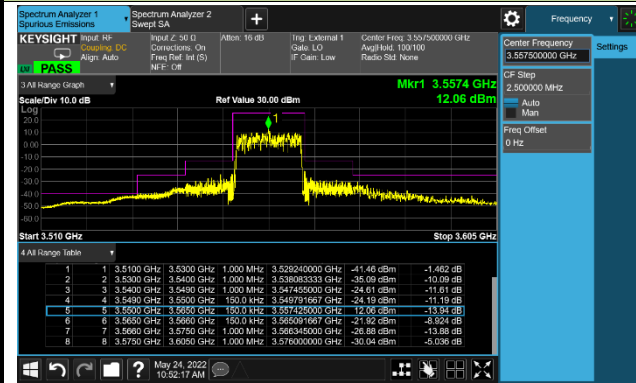 Spectrum Analyzer 1
Spurious Emissions
Spectrum Analyzer 2
Swept SA
Frequency
KEYSIGHT
Input: RF
Coupling: DC
Align: Auto
PASS
Input Z: 50 Ω
Corrections: On
Freq Ref: Int (S)
NFE: Off
Atten: 16 dB
Trig: External 1
Gate: LO
IF Gain: Low
Center Freq: 3.557500000 GHz
Avg|Hold: 100/100
Radio Std: None
Center Frequency
3.557500000 GHz
Settings
CF Step
2.500000 MHz
Auto
Man
Freq Offset
0 Hz
3 All Range Graph
Mkr1 3.5574 GHz
12.06 dBm
Scale/Div 10.0 dB
Ref Value 30.00 dBm
Log
20.0
10.0
0.00
-10.0
-20.0
-30.0
-40.0
-50.0
-60.0
1
Start 3.510 GHz
Stop 3.605 GHz
4 All Range Table
1 1 3.5100 GHz 3.5300 GHz 1.000 MHz 3.529240000 GHz -41.46 dBm -1.462 dB
2 2 3.5300 GHz 3.5400 GHz 1.000 MHz 3.538083333 GHz -35.09 dBm -10.09 dB
3 3 3.5400 GHz 3.5490 GHz 1.000 MHz 3.547455000 GHz -24.61 dBm -11.61 dB
4 4 3.5490 GHz 3.5500 GHz 150.0 kHz 3.549791667 GHz -24.19 dBm -11.19 dB
5 5 3.5500 GHz 3.5650 GHz 150.0 kHz 3.557425000 GHz 12.06 dBm -13.94 dB
6 6 3.5650 GHz 3.5660 GHz 150.0 kHz 3.565091667 GHz -21.92 dBm -8.924 dB
7 7 3.5660 GHz 3.5750 GHz 1.000 MHz 3.566345000 GHz -26.88 dBm -13.88 dB
8 8 3.5750 GHz 3.6050 GHz 1.000 MHz 3.576000000 GHz -30.04 dBm -5.036 dB
May 24, 2022
10:52:17 AM